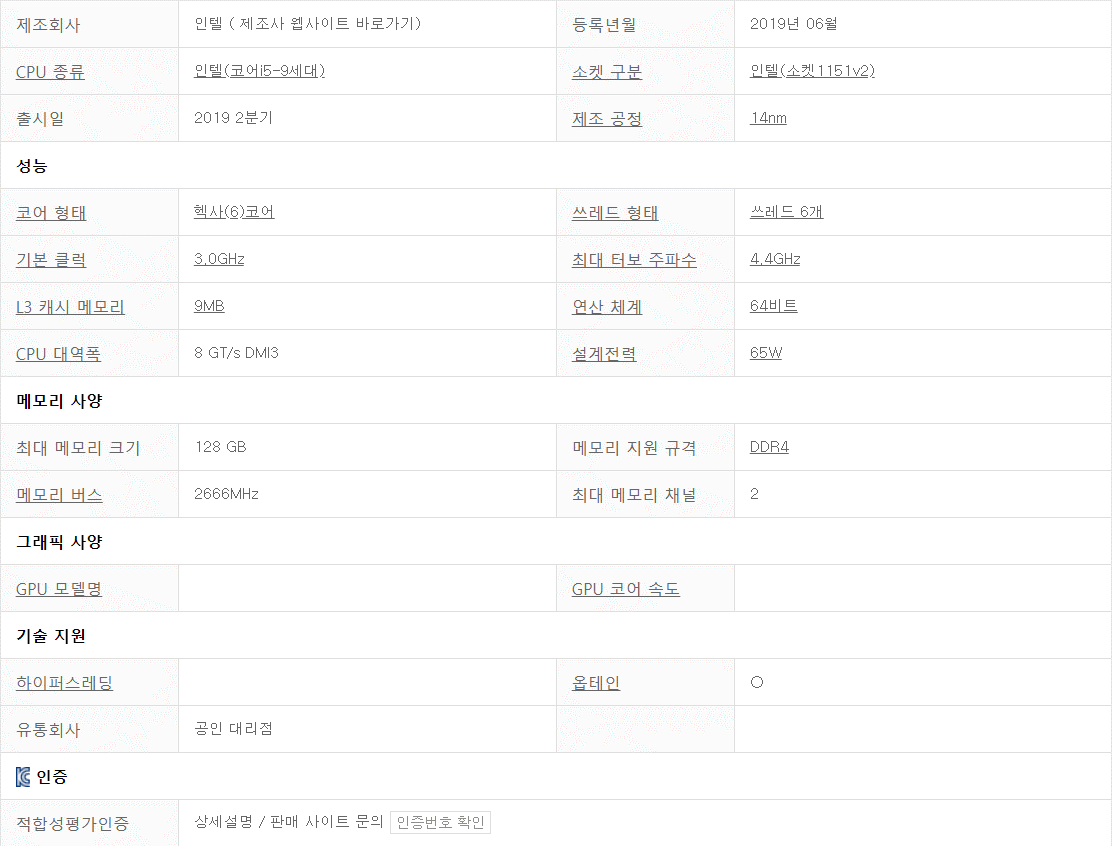 제조회사 인텔 ( 제조사 웹사이트 바로가기) 등록년월 2019년 06월
CPU 종류 인텔(코어i5-9세대) 소켓 구분 인텔(소켓1151v2)
출시일 2019 2분기 제조 공정 14nm
성능
코어 형태 헥사(6)코어 쓰레드 형태 쓰레드 6개
기본 클럭 3.0GHz 최대 터보 주파수 4.4GHz
L3 캐시 메모리 9MB 연산 체계 64비트
CPU 대역폭 8 GT/s DMI3 설계전력 65W
메모리 사양
최대 메모리 크기 128 GB 메모리 지원 규격 DDR4
메모리 버스 2666MHz 최대 메모리 채널 2
그래픽 사양
GPU 모델명 GPU 코어 속도
기술 지원
하이퍼스레딩 옵테인 ○
유통회사 공인 대리점
인증
적합성평가인증 상세설명 / 판매 사이트 문의 인증번호 확인